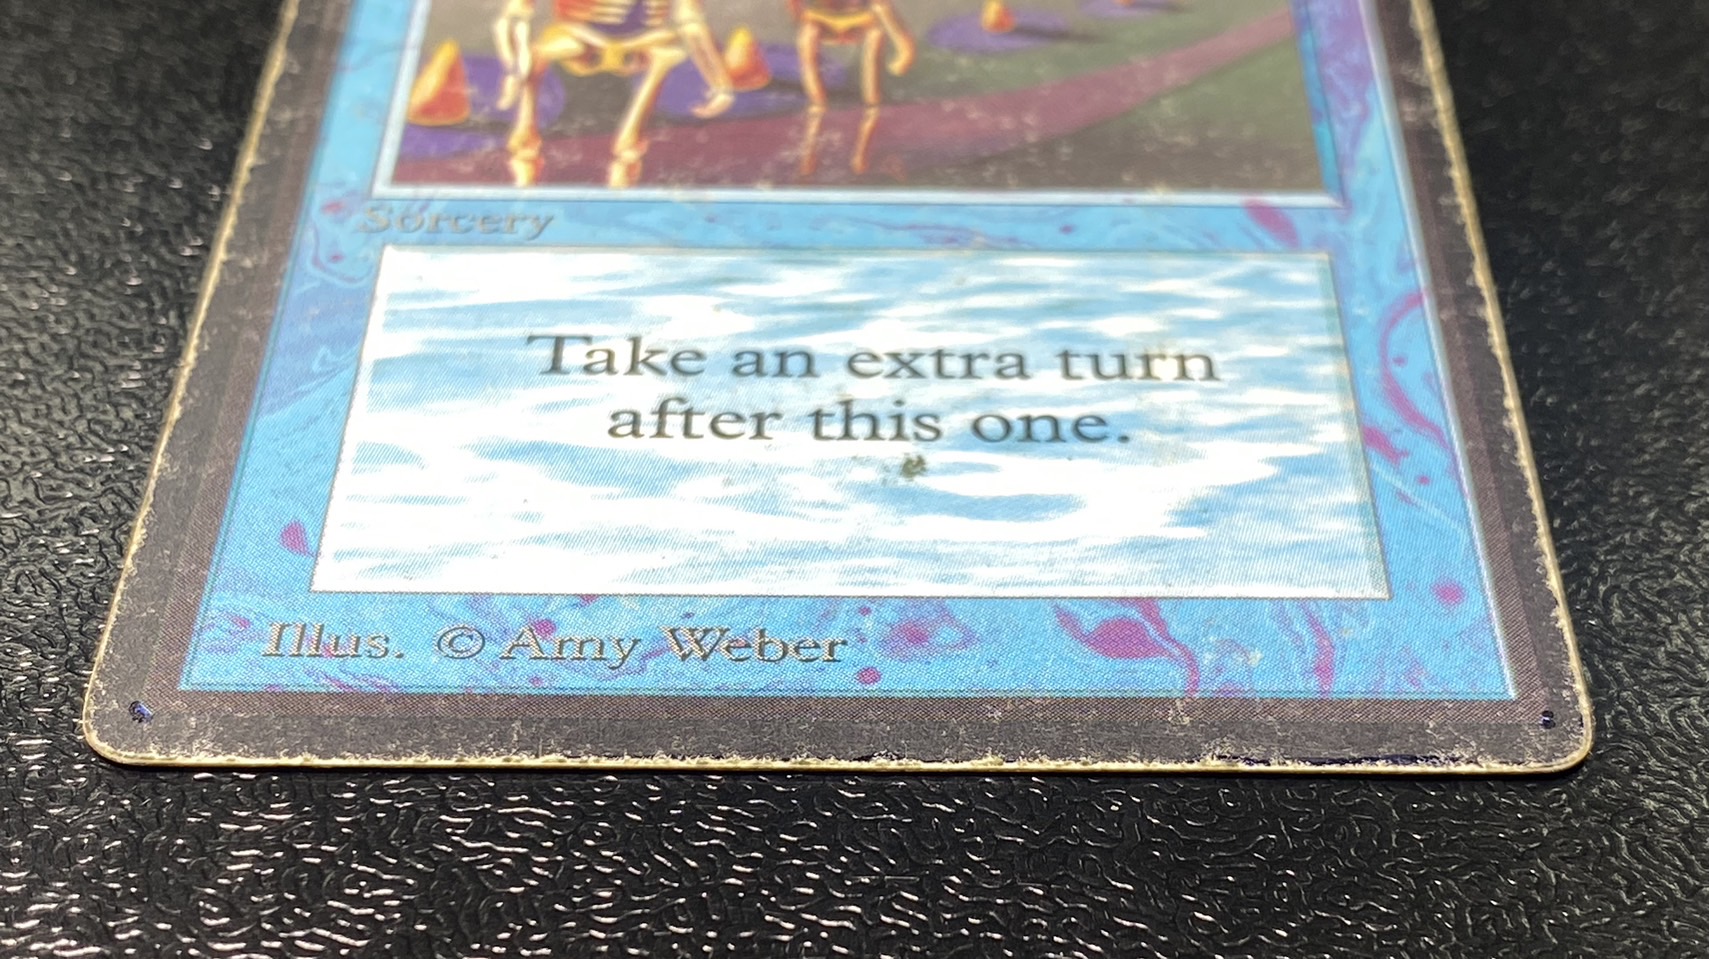 Sorcery
Take an extra turn
after this one.
Illus. © Amy Weber